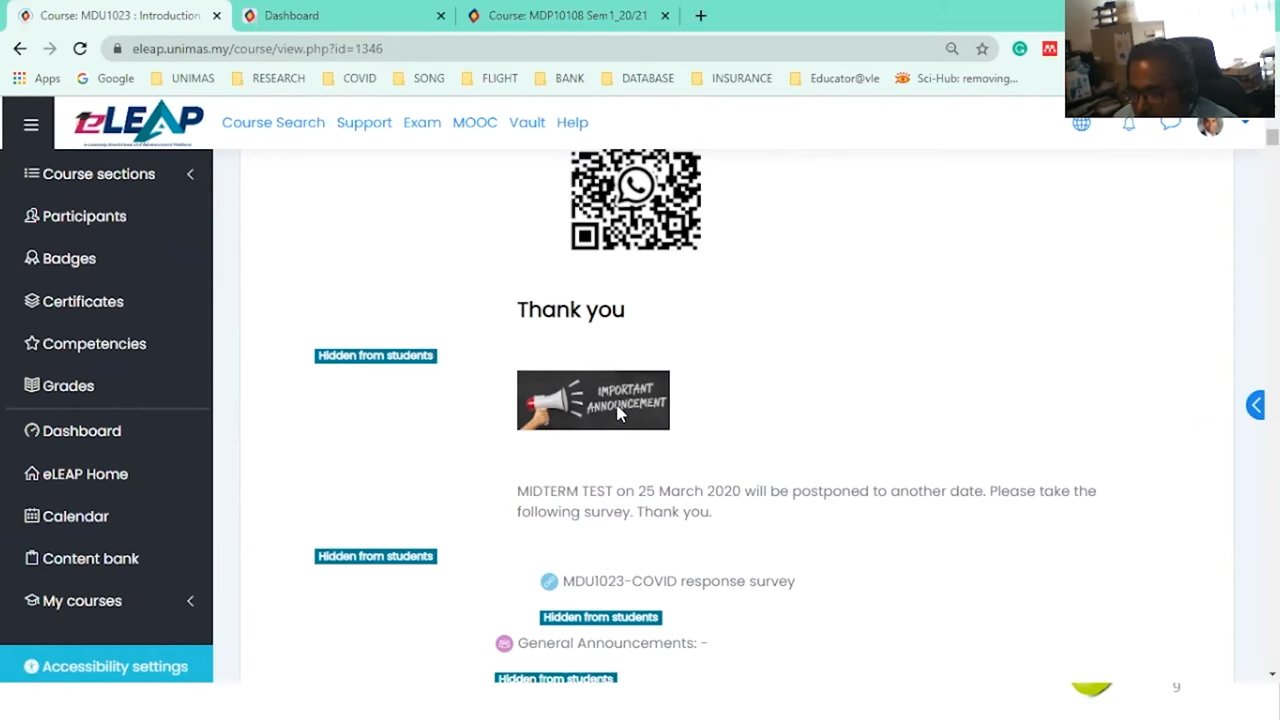 Course: MDU1023 : Introduction
Dashboard
Course: MDP10108 Sem1_20/21
eleap.unimas.my/course/view.php?id=1346
Apps
Google
UNIMAS
RESEARCH
COVID
SONG
FLIGHT
BANK
DATABASE
INSURANCE
Educator@vle
Sci-Hub: removing...
eLEAP
Course Search
Support
Exam
MOOC
Vault
Help
Course sections
Participants
Badges
Certificates
Competencies
Grades
Dashboard
eLEAP Home
Calendar
Content bank
My courses
Accessibility settings
Thank you
Hidden from students
IMPORTANT
ANNOUNCEMENT
MIDTERM TEST on 25 March 2020 will be postponed to another date. Please take the
following survey. Thank you.
Hidden from students
MDU1023-COVID response survey
Hidden from students
General Announcements: -
Hidden from students
9